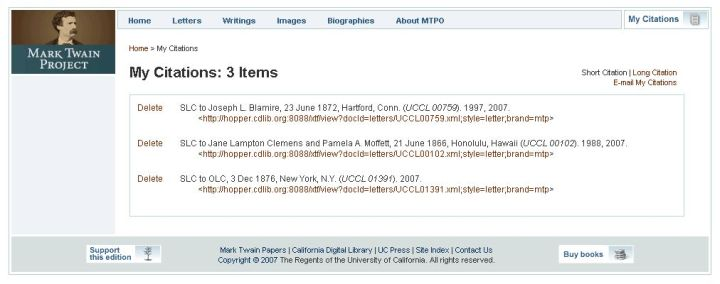 Home Letters Writings Images Biographies About MTPO My Citations
MARK TWAIN
PROJECT
Home > My Citations
My Citations: 3 Items
Short Citation | Long Citation
E-mail My Citations
Delete SLC to Joseph L. Blamire, 23 June 1872, Hartford, Conn. (UCCL 00759). 1997, 2007.
<http://hopper.cdlib.org:8088/xtf/view?docId=letters/UCCL00759.xml;style=letter;brand=mtp>
Delete SLC to Jane Lampton Clemens and Pamela A. Moffett, 21 June 1866, Honolulu, Hawaii (UCCL 00102). 1988, 2007.
<http://hopper.cdlib.org:8088/xtf/view?docId=letters/UCCL00102.xml;style=letter;brand=mtp>
Delete SLC to OLC, 3 Dec 1876, New York, N.Y. (UCCL 01391). 2007.
<http://hopper.cdlib.org:8088/xtf/view?docId=letters/UCCL01391.xml;style=letter;brand=mtp>
Support
this edition
Mark Twain Papers | California Digital Library | UC Press | Site Index | Contact Us
Copyright © 2007 The Regents of the University of California. All rights reserved.
Buy books